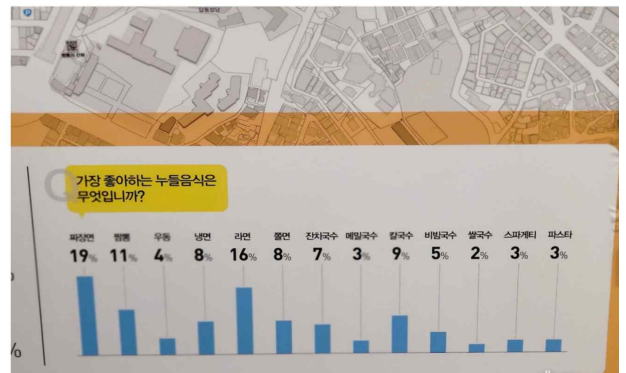 Q 가장 좋아하는 누들음식은
무엇입니까?
짜장면 짬뽕 우동 냉면 라면 쫄면 잔치국수 메밀국수 칼국수 비빔국수 쌀국수 스파게티 파스타
19% 11% 4% 8% 16% 8% 7% 3% 9% 5% 2% 3% 3%
%